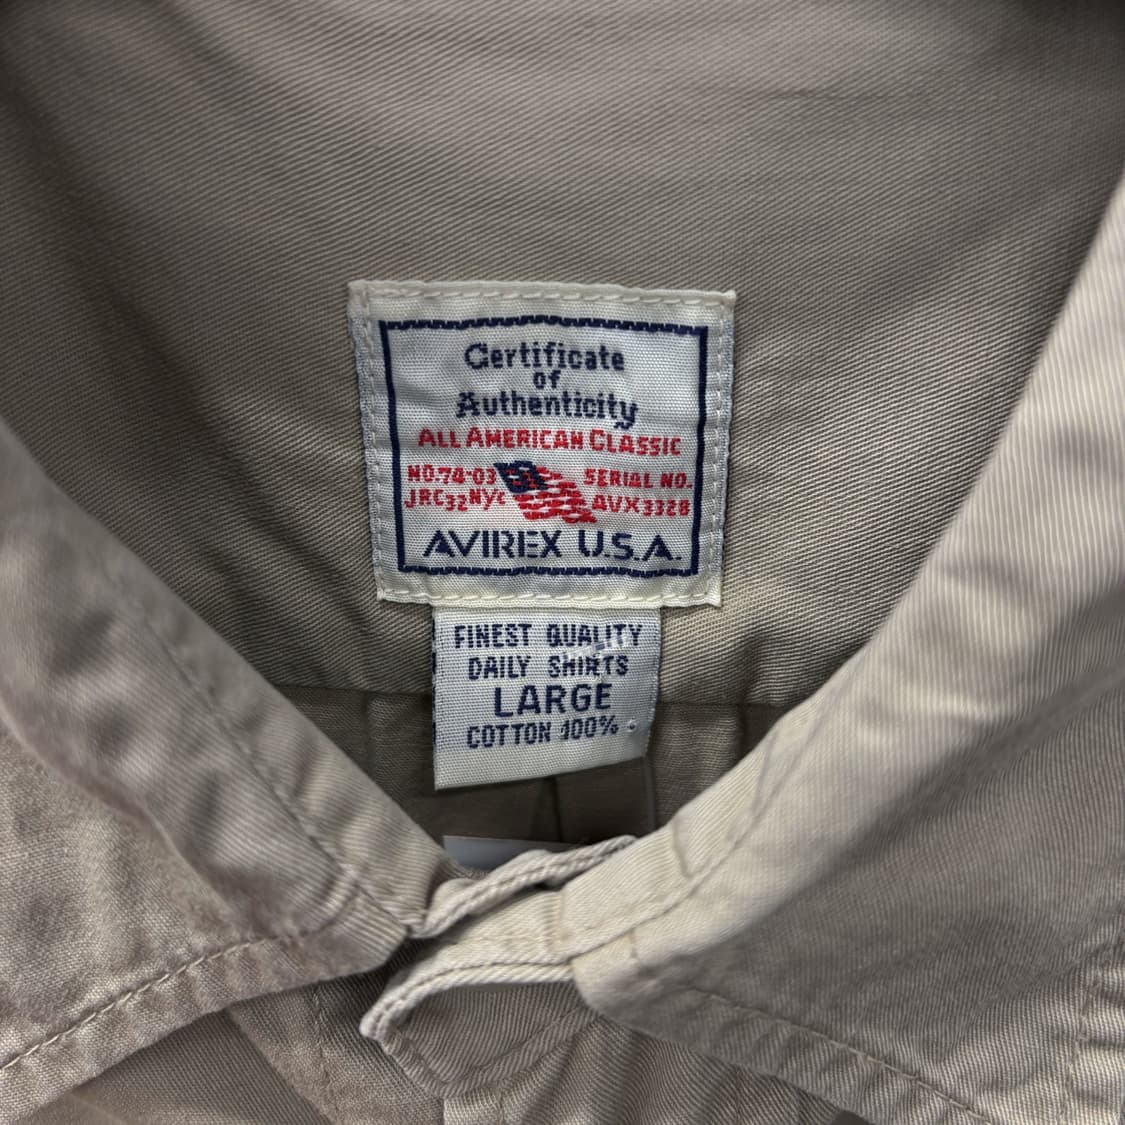 Certificate
of
Authenticity
ALL AMERICAN CLASSIC
NO.74-03 SERIAL NO.
JRC32NYC AVX3328
AVIREX U.S.A.
FINEST QUALITY
DAILY SHIRTS
LARGE
COTTON 100%